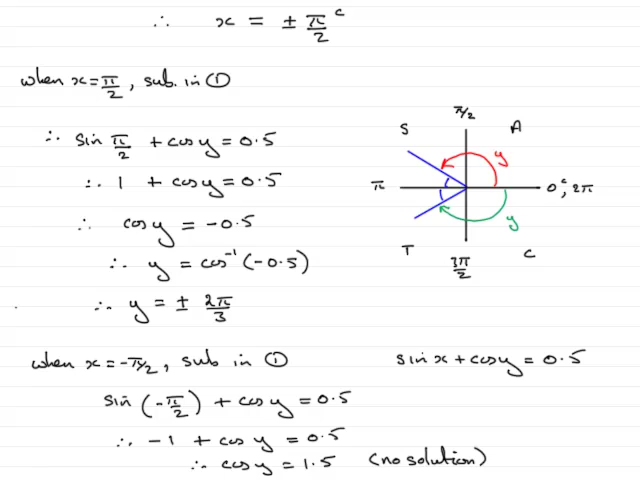 ∴ x = ± π/2 ᶜ
when x = π/2, sub. in ①
∴ sin π/2 + cos y = 0.5
∴ 1 + cos y = 0.5
∴ cos y = -0.5
∴ y = cos⁻¹(-0.5)
∴ y = ± 2π/3
π/2
S A
y
π 0ᶜ, 2π
y
T C
3π/2
when x = -π/2, sub in ① sin x + cos y = 0.5
sin (-π/2) + cos y = 0.5
∴ -1 + cos y = 0.5
∴ cos y = 1.5 (no solution)